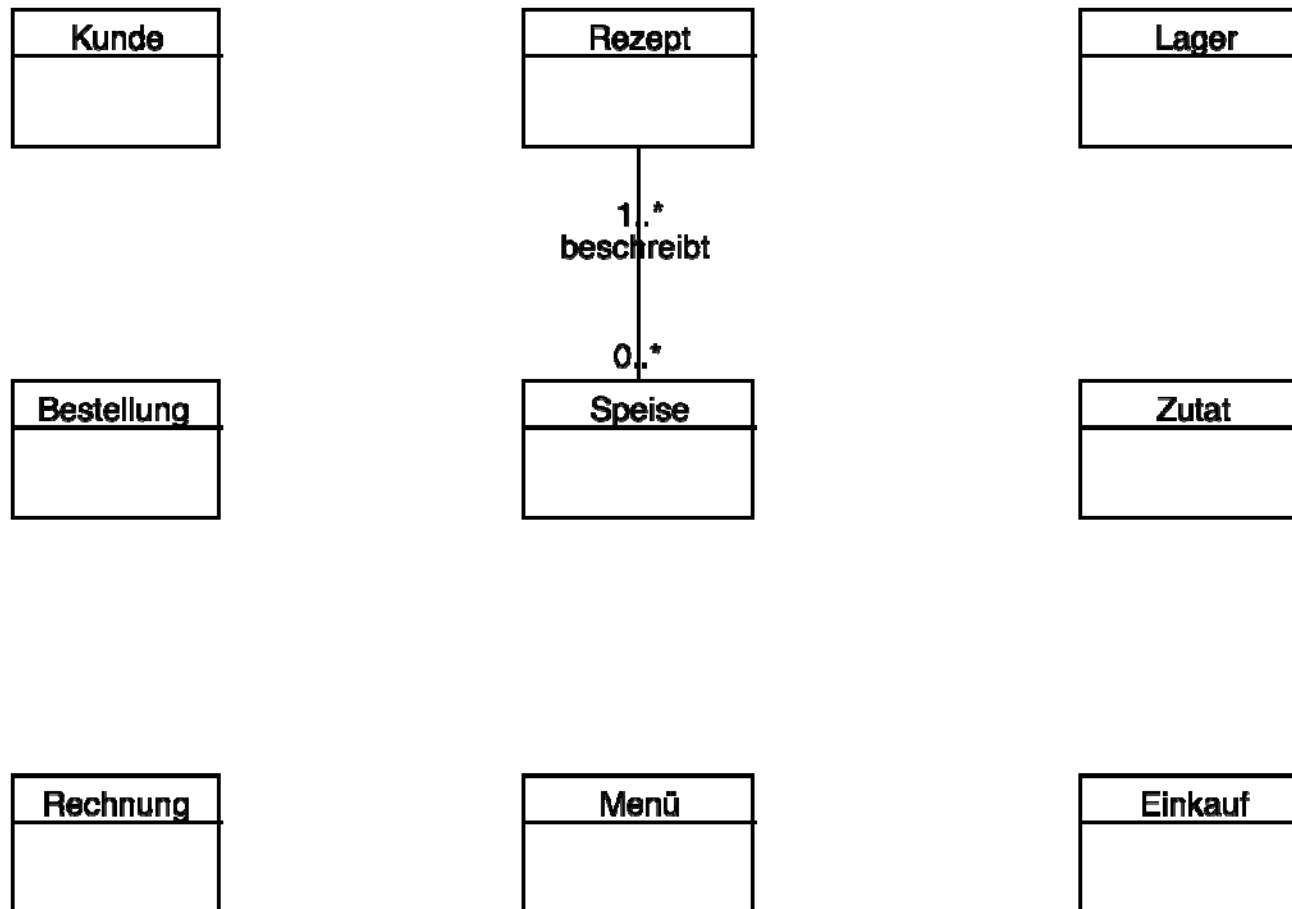 Kunde
Rezept
Lager
1..*
beschreibt
0..*
Bestellung
Speise
Zutat
Rechnung
Menü
Einkauf